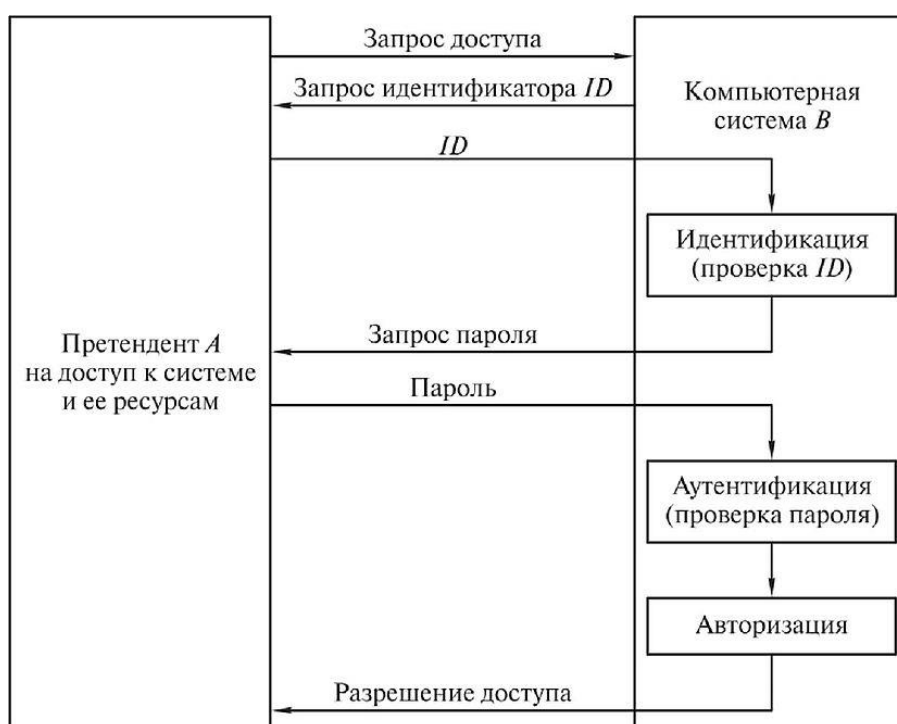 Запрос доступа
Запрос идентификатора ID
Компьютерная
система B
ID
Идентификация
(проверка ID)
Запрос пароля
Претендент A
на доступ к системе
и ее ресурсам
Пароль
Аутентификация
(проверка пароля)
Авторизация
Разрешение доступа